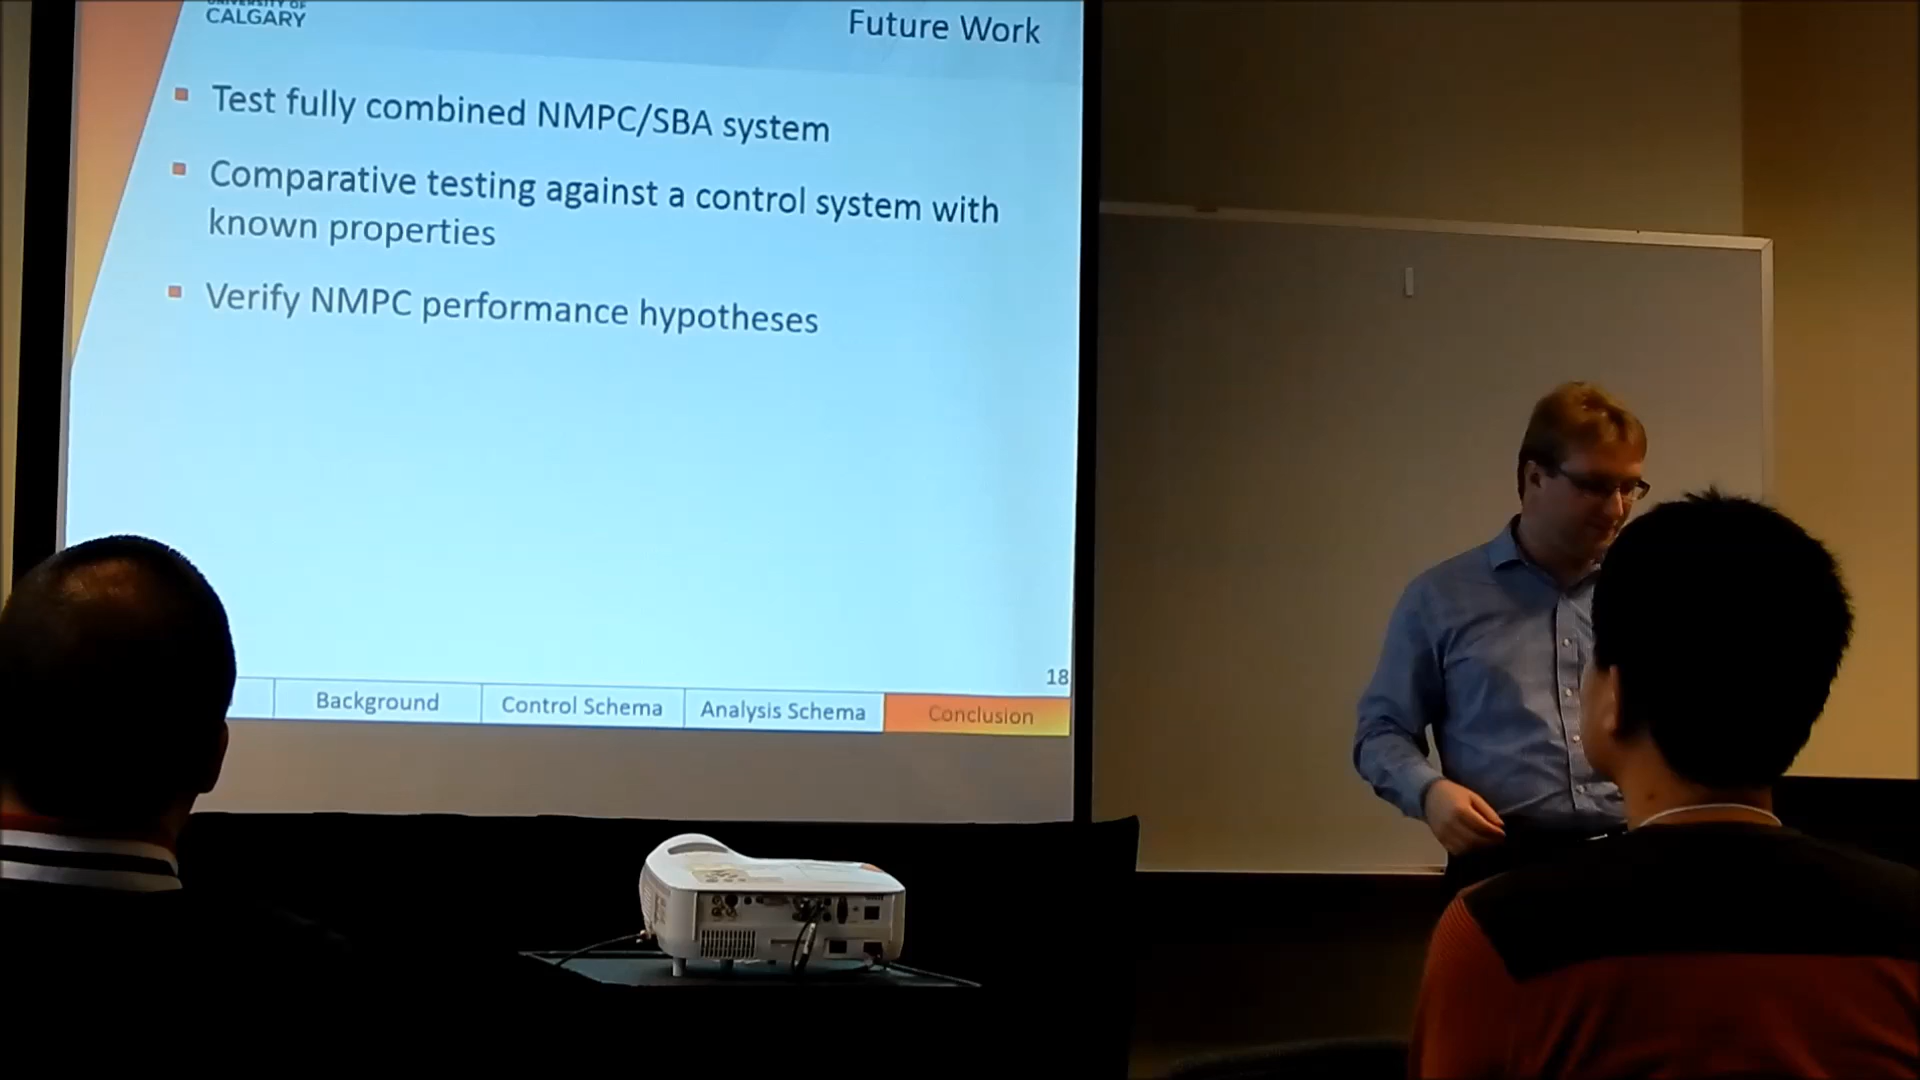 UNIVERSITY OF
CALGARY
Future Work
Test fully combined NMPC/SBA system
Comparative testing against a control system with
known properties
Verify NMPC performance hypotheses
18
Background
Control Schema
Analysis Schema
Conclusion